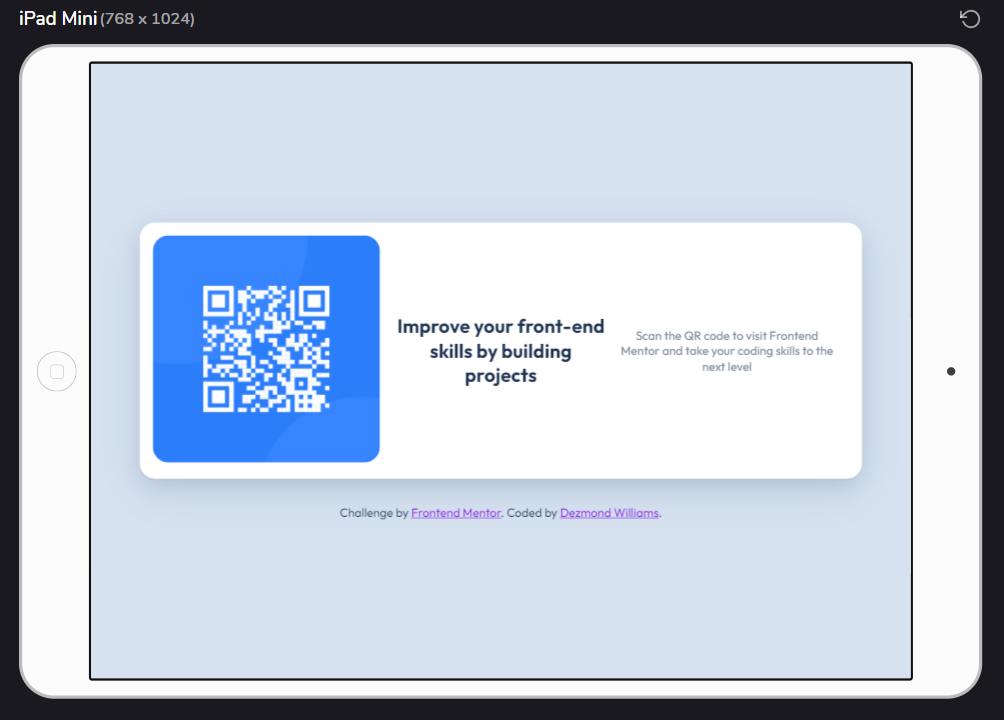 iPad Mini (768 x 1024)
Improve your front-end
skills by building
projects
Scan the QR code to visit Frontend
Mentor and take your coding skills to the
next level
Challenge by Frontend Mentor. Coded by Dezmond Williams.